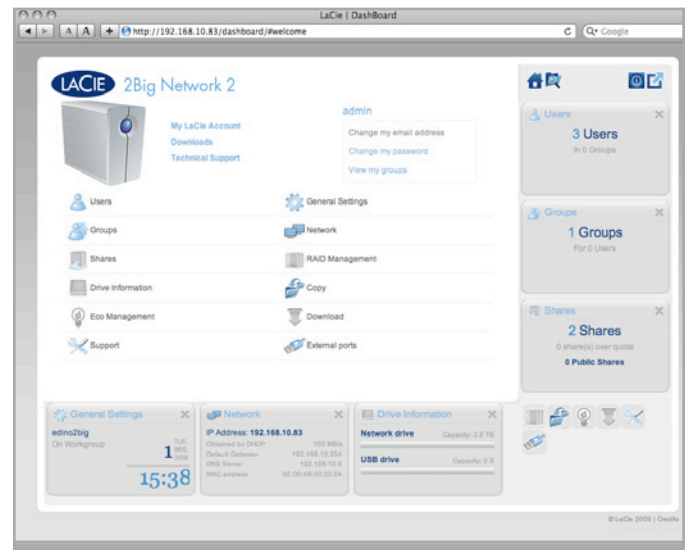 LaCie | DashBoard
A A + http://192.168.10.83/dashboard/#welcome
Google
LACIE 2Big Network 2
admin
My LaCie Account
Downloads
Technical Support
Change my email address
Change my password
View my groups
Users
General Settings
Groups
Network
Shares
RAID Management
Drive Information
Copy
Eco Management
Download
Support
External ports
Users
3 Users
In 0 Groups
Groups
1 Groups
For 0 Users
Shares
2 Shares
0 share(s) over quota
0 Public Shares
General Settings
edino2big
On Workgroup
TUE.
1 DEC.
2009
15:38
Network
IP Address: 192.168.10.83
Obtained by DHCP 100 MB/s
Default Gateway 192.168.10.254
DNS Server 192.168.10.6
MAC address
Drive Information
Network drive Capacity: 3.0 TB
USB drive Capacity: 0 B
© LaCie 2009 | Credits